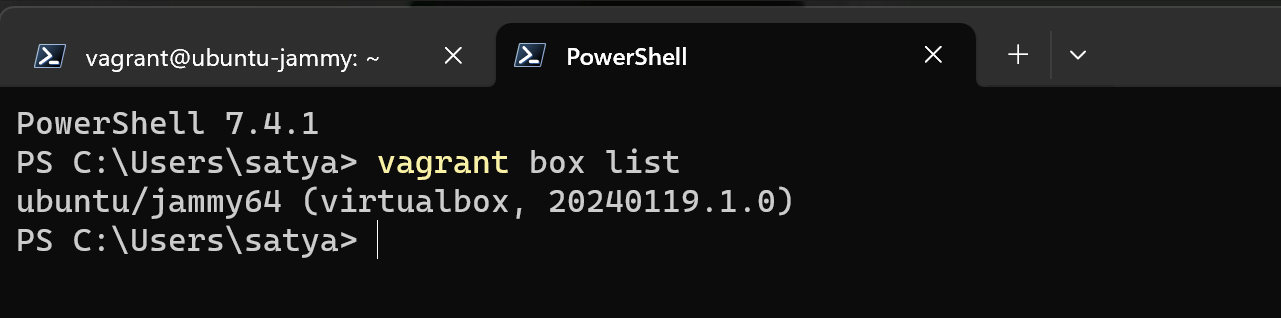 vagrant@ubuntu-jammy: ~
PowerShell
PowerShell 7.4.1
PS C:\Users\satya> vagrant box list
ubuntu/jammy64 (virtualbox, 20240119.1.0)
PS C:\Users\satya>